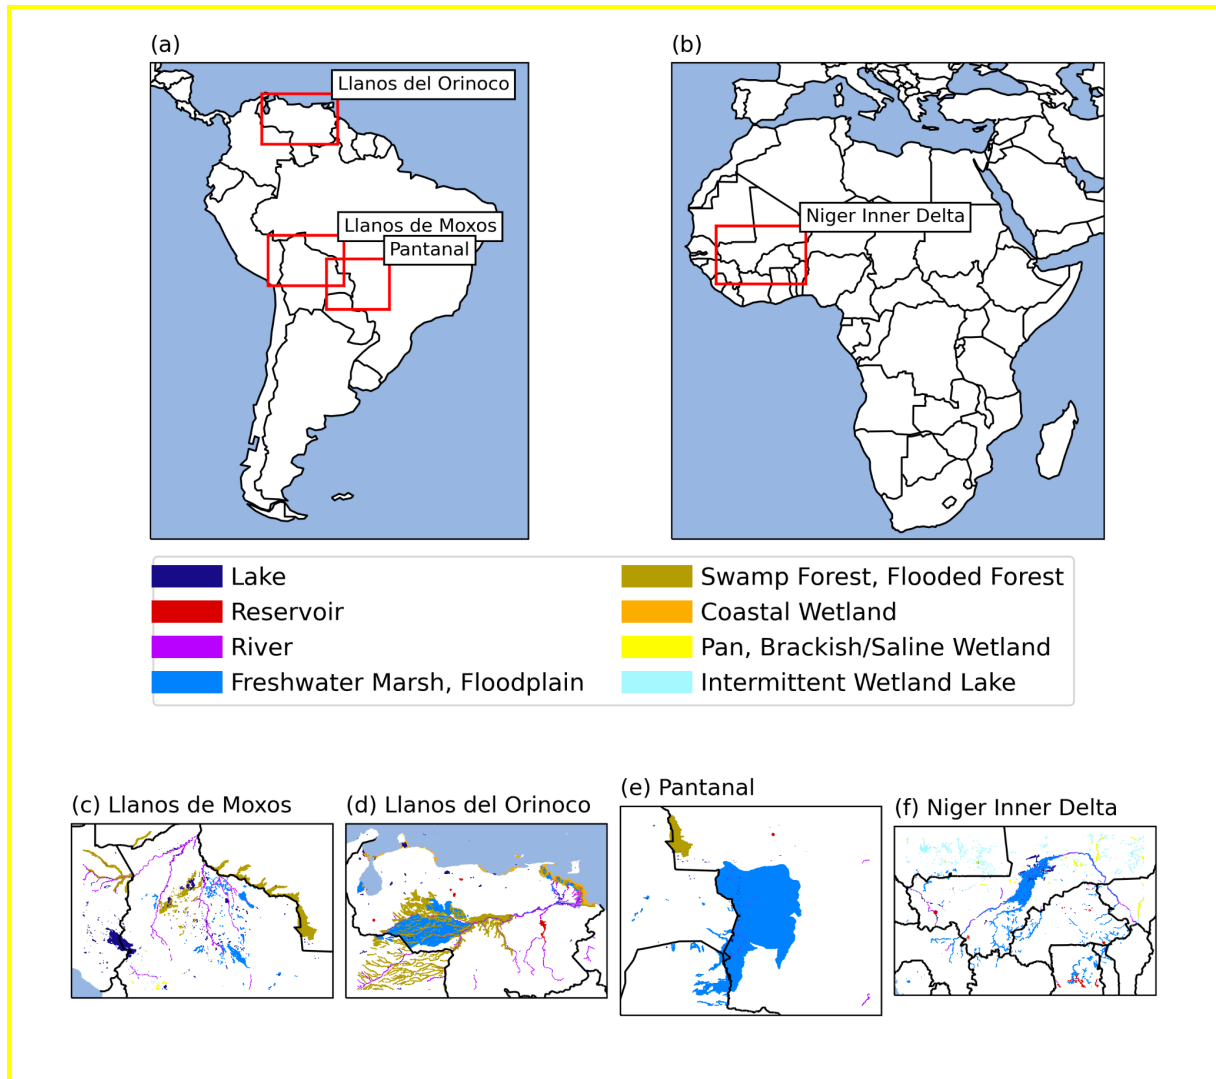 (a)
(b)
Llanos del Orinoco
Llanos de Moxos
Pantanal
Niger Inner Delta
Lake
Reservoir
River
Freshwater Marsh, Floodplain
Swamp Forest, Flooded Forest
Coastal Wetland
Pan, Brackish/Saline Wetland
Intermittent Wetland Lake
(c) Llanos de Moxos
(d) Llanos del Orinoco
(e) Pantanal
(f) Niger Inner Delta